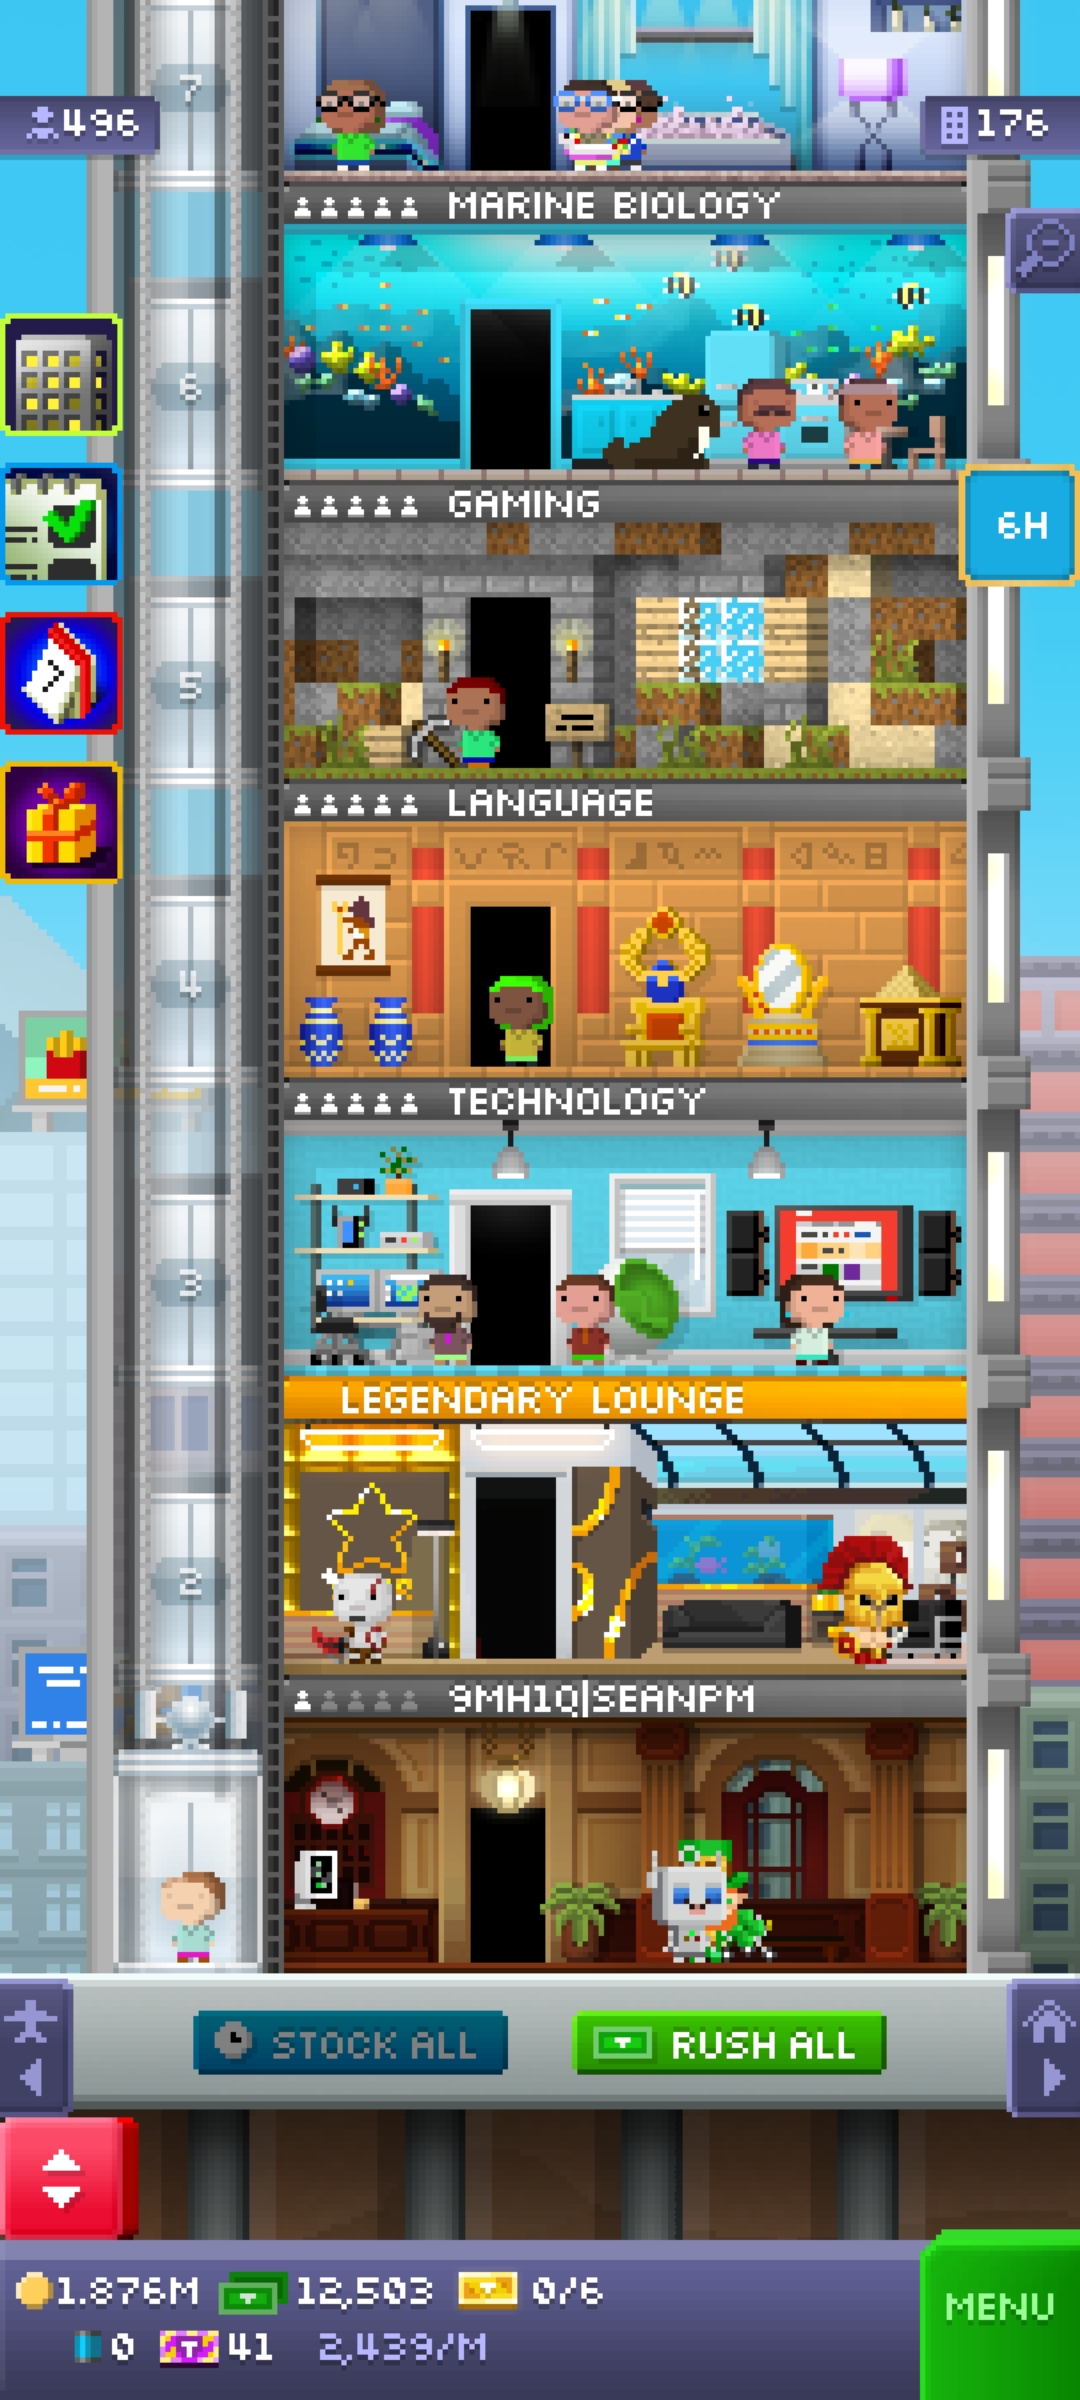 7
496
176
MARINE BIOLOGY
6
GAMING
6H
5
LANGUAGE
4
TECHNOLOGY
3
LEGENDARY LOUNGE
2
9MH1Q|SEANPM
STOCK ALL
RUSH ALL
1.876M
12,503
0/6
MENU
0
41
2,439/M